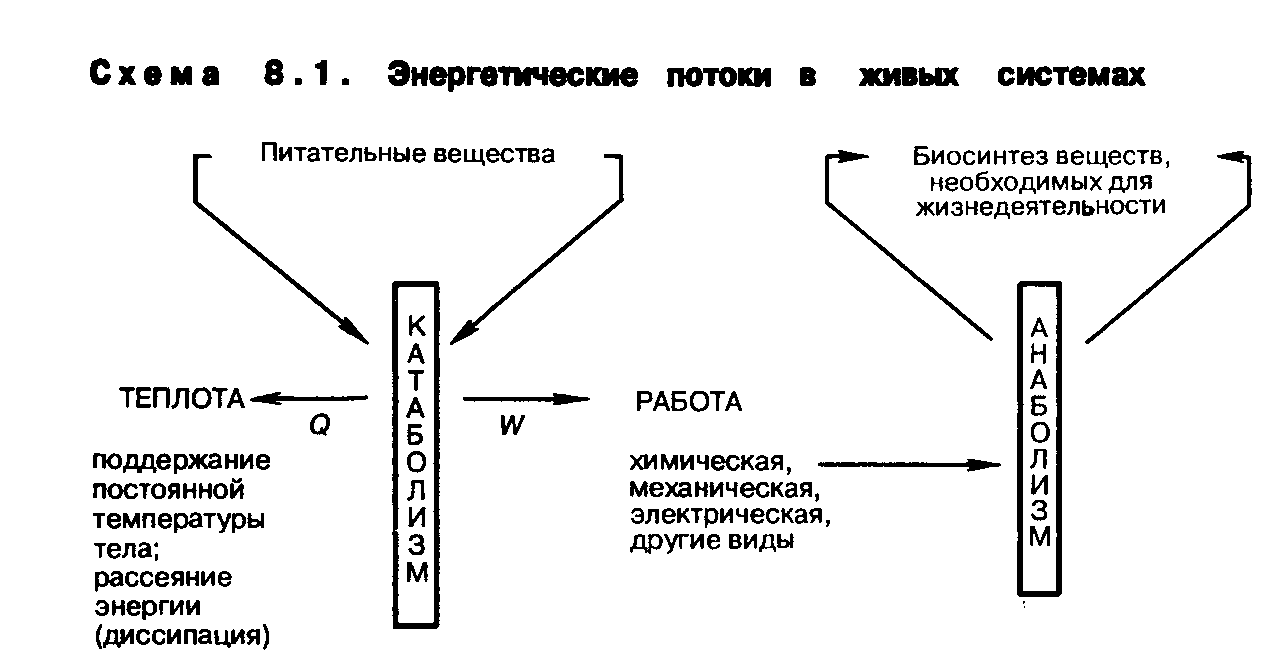 Схема 8.1. Энергетические потоки в живых системах
Питательные вещества
Биосинтез веществ,
необходимых для
жизнедеятельности
КАТАБОЛИЗМ
АНАБОЛИЗМ
ТЕПЛОТА
Q
W
РАБОТА
поддержание
постоянной
температуры
тела;
рассеяние
энергии
(диссипация)
химическая,
механическая,
электрическая,
другие виды